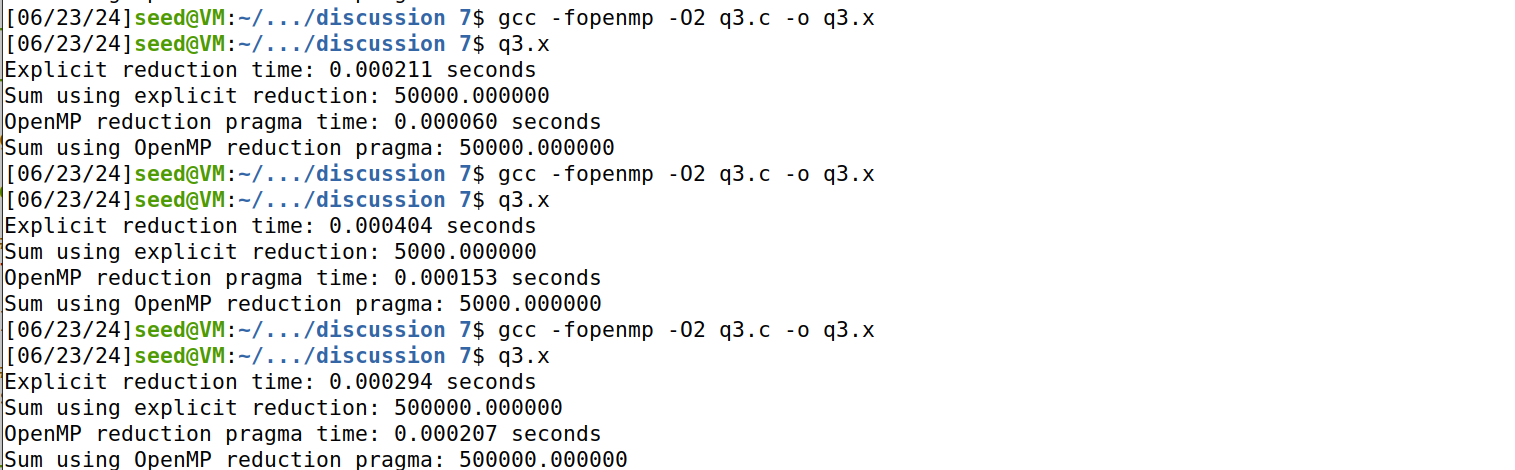 [06/23/24]seed@VM:~/.../discussion 7$ gcc -fopenmp -O2 q3.c -o q3.x
[06/23/24]seed@VM:~/.../discussion 7$ q3.x
Explicit reduction time: 0.000211 seconds
Sum using explicit reduction: 50000.000000
OpenMP reduction pragma time: 0.000060 seconds
Sum using OpenMP reduction pragma: 50000.000000
[06/23/24]seed@VM:~/.../discussion 7$ gcc -fopenmp -O2 q3.c -o q3.x
[06/23/24]seed@VM:~/.../discussion 7$ q3.x
Explicit reduction time: 0.000404 seconds
Sum using explicit reduction: 5000.000000
OpenMP reduction pragma time: 0.000153 seconds
Sum using OpenMP reduction pragma: 5000.000000
[06/23/24]seed@VM:~/.../discussion 7$ gcc -fopenmp -O2 q3.c -o q3.x
[06/23/24]seed@VM:~/.../discussion 7$ q3.x
Explicit reduction time: 0.000294 seconds
Sum using explicit reduction: 500000.000000
OpenMP reduction pragma time: 0.000207 seconds
Sum using OpenMP reduction pragma: 500000.000000